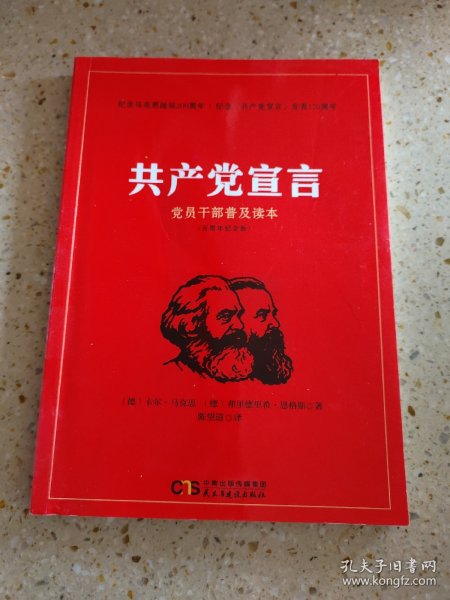 纪念马克思诞辰200周年｜纪念《共产党宣言》发表170周年
共产党宣言
党员干部普及读本
（百周年纪念版）
〔德〕卡尔·马克思 〔德〕弗里德里希·恩格斯◎著
陈望道◎译
CNS 中南出版传媒集团
民主与建设出版社
孔夫子旧书网
www.kongfz.com